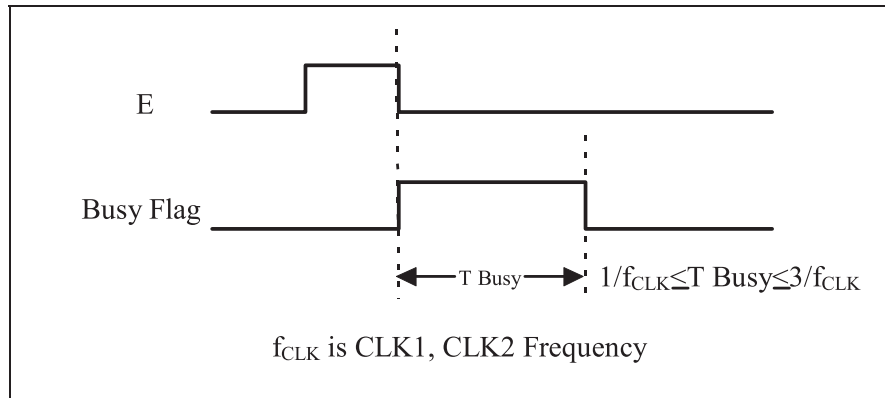 E
Busy Flag
T Busy
1/fCLK≤T Busy≤3/fCLK
fCLK is CLK1, CLK2 Frequency